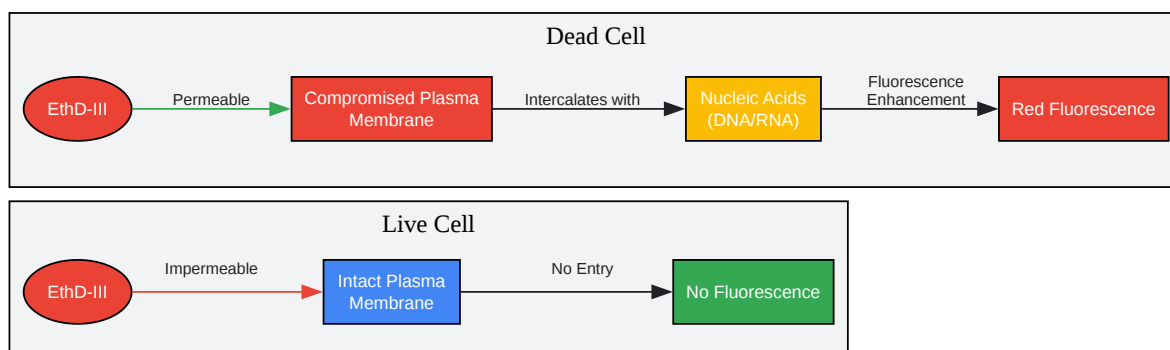 Dead Cell
EthD-III
Permeable
Compromised Plasma
Membrane
Intercalates with
Nucleic Acids
(DNA/RNA)
Fluorescence
Enhancement
Red Fluorescence
Live Cell
EthD-III
Impermeable
Intact Plasma
Membrane
No Entry
No Fluorescence